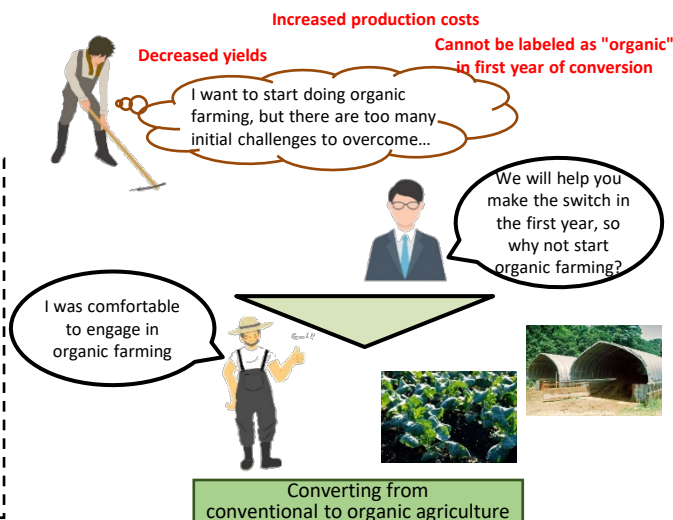 Increased production costs
Decreased yields
Cannot be labeled as "organic"
in first year of conversion
I want to start doing organic
farming, but there are too many
initial challenges to overcome…
We will help you
make the switch in
the first year, so
why not start
organic farming?
I was comfortable
to engage in
organic farming
Good!!
Converting from
conventional to organic agriculture